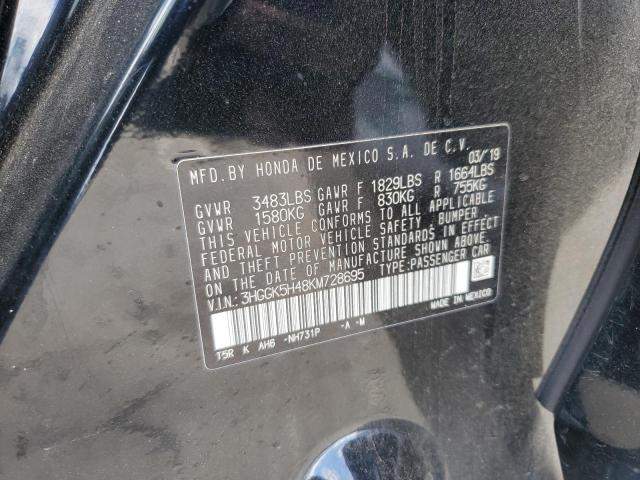 MFD. BY HONDA DE MEXICO S.A. DE C.V. 03/'19
GVWR 3483LBS GAWR F 1829LBS R 1664LBS
GVWR 1580KG GAWR F 830KG R 755KG
THIS VEHICLE CONFORMS TO ALL APPLICABLE
FEDERAL MOTOR VEHICLE SAFETY, BUMPER,
AND THEFT PREVENTION STANDARDS IN EFFECT
ON THE DATE OF MANUFACTURE SHOWN ABOVE.
V.I.N.: 3HGGK5H48KM728695 TYPE:PASSENGER CAR
MADE IN MEXICO
T5R K AH6 -NH731P -A -M